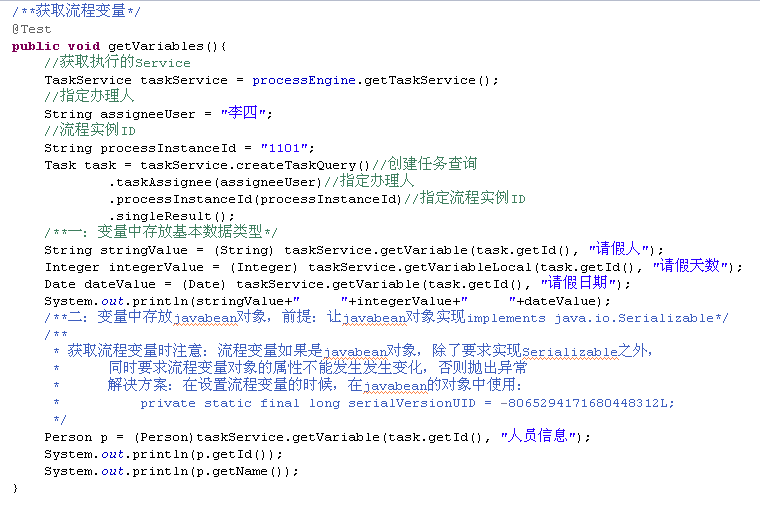 /**获取流程变量*/
@Test
public void getVariables(){
//获取执行的Service
TaskService taskService = processEngine.getTaskService();
//指定办理人
String assigneeUser = "李四";
//流程实例ID
String processInstanceId = "1101";
Task task = taskService.createTaskQuery()//创建任务查询
.taskAssignee(assigneeUser)//指定办理人
.processInstanceId(processInstanceId)//指定流程实例ID
.singleResult();
/**一：变量中存放基本数据类型*/
String stringValue = (String) taskService.getVariable(task.getId(), "请假人");
Integer integerValue = (Integer) taskService.getVariableLocal(task.getId(), "请假天数");
Date dateValue = (Date) taskService.getVariable(task.getId(), "请假日期");
System.out.println(stringValue+"     "+integerValue+"     "+dateValue);
/**二：变量中存放javabean对象，前提：让javabean对象实现implements java.io.Serializable*/
/**
* 获取流程变量时注意：流程变量如果是javabean对象，除了要求实现Serializable之外，
* 同时要求流程变量对象的属性不能发生发生变化，否则抛出异常
* 解决方案：在设置流程变量的时候，在javabean的对象中使用：
* private static final long serialVersionUID = -8065294171680448312L;
*/
Person p = (Person)taskService.getVariable(task.getId(), "人员信息");
System.out.println(p.getId());
System.out.println(p.getName());
}